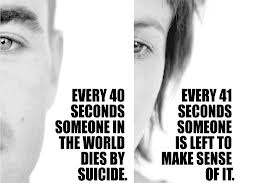 EVERY 40
SECONDS
SOMEONE IN
THE WORLD
DIES BY
SUICIDE.
EVERY 41
SECONDS
SOMEONE
IS LEFT TO
MAKE SENSE
OF IT.